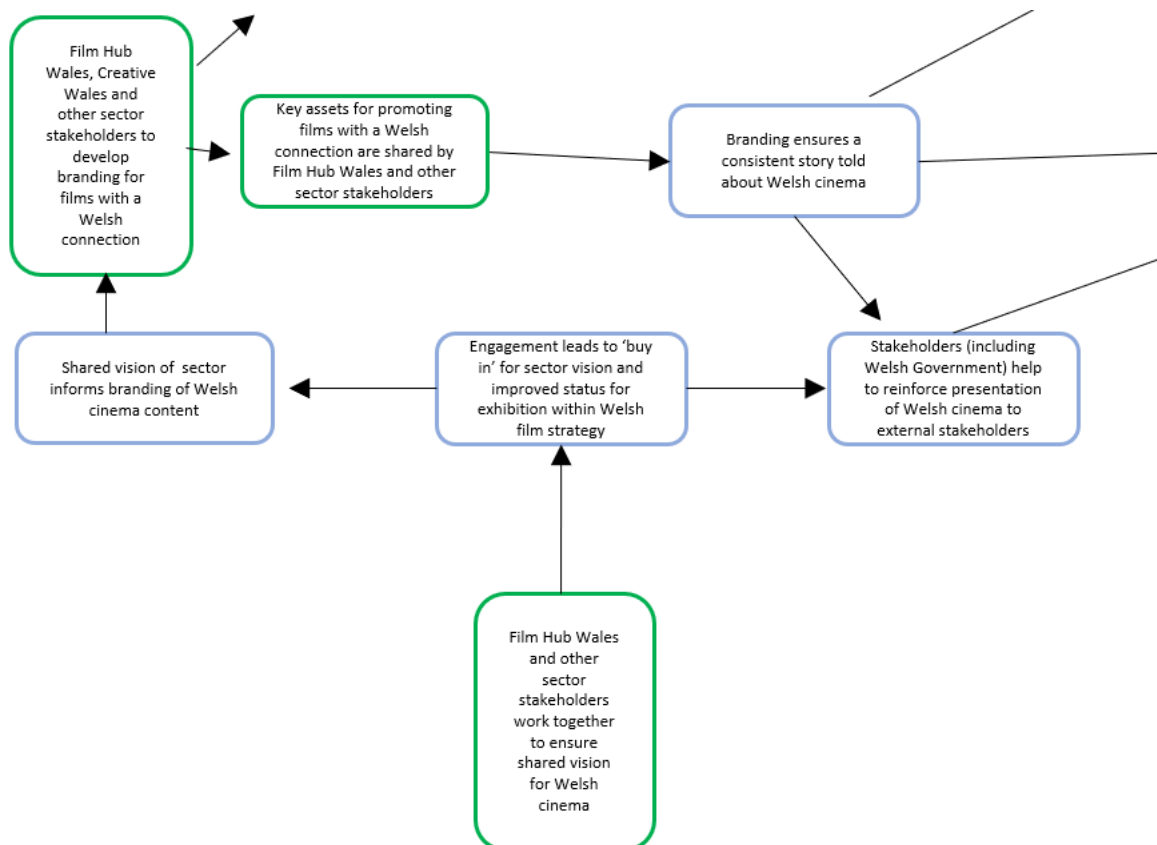 Film Hub
Wales, Creative
Wales and
other sector
stakeholders to
develop
branding for
films with a
Welsh
connection
Key assets for promoting
films with a Welsh
connection are shared by
Film Hub Wales and other
sector stakeholders
Branding ensures a
consistent story told
about Welsh cinema
Shared vision of sector
informs branding of Welsh
cinema content
Engagement leads to ‘buy
in’ for sector vision and
improved status for
exhibition within Welsh
film strategy
Stakeholders (including
Welsh Government) help
to reinforce presentation
of Welsh cinema to
external stakeholders
Film Hub Wales
and other
sector
stakeholders
work together
to ensure
shared vision
for Welsh
cinema